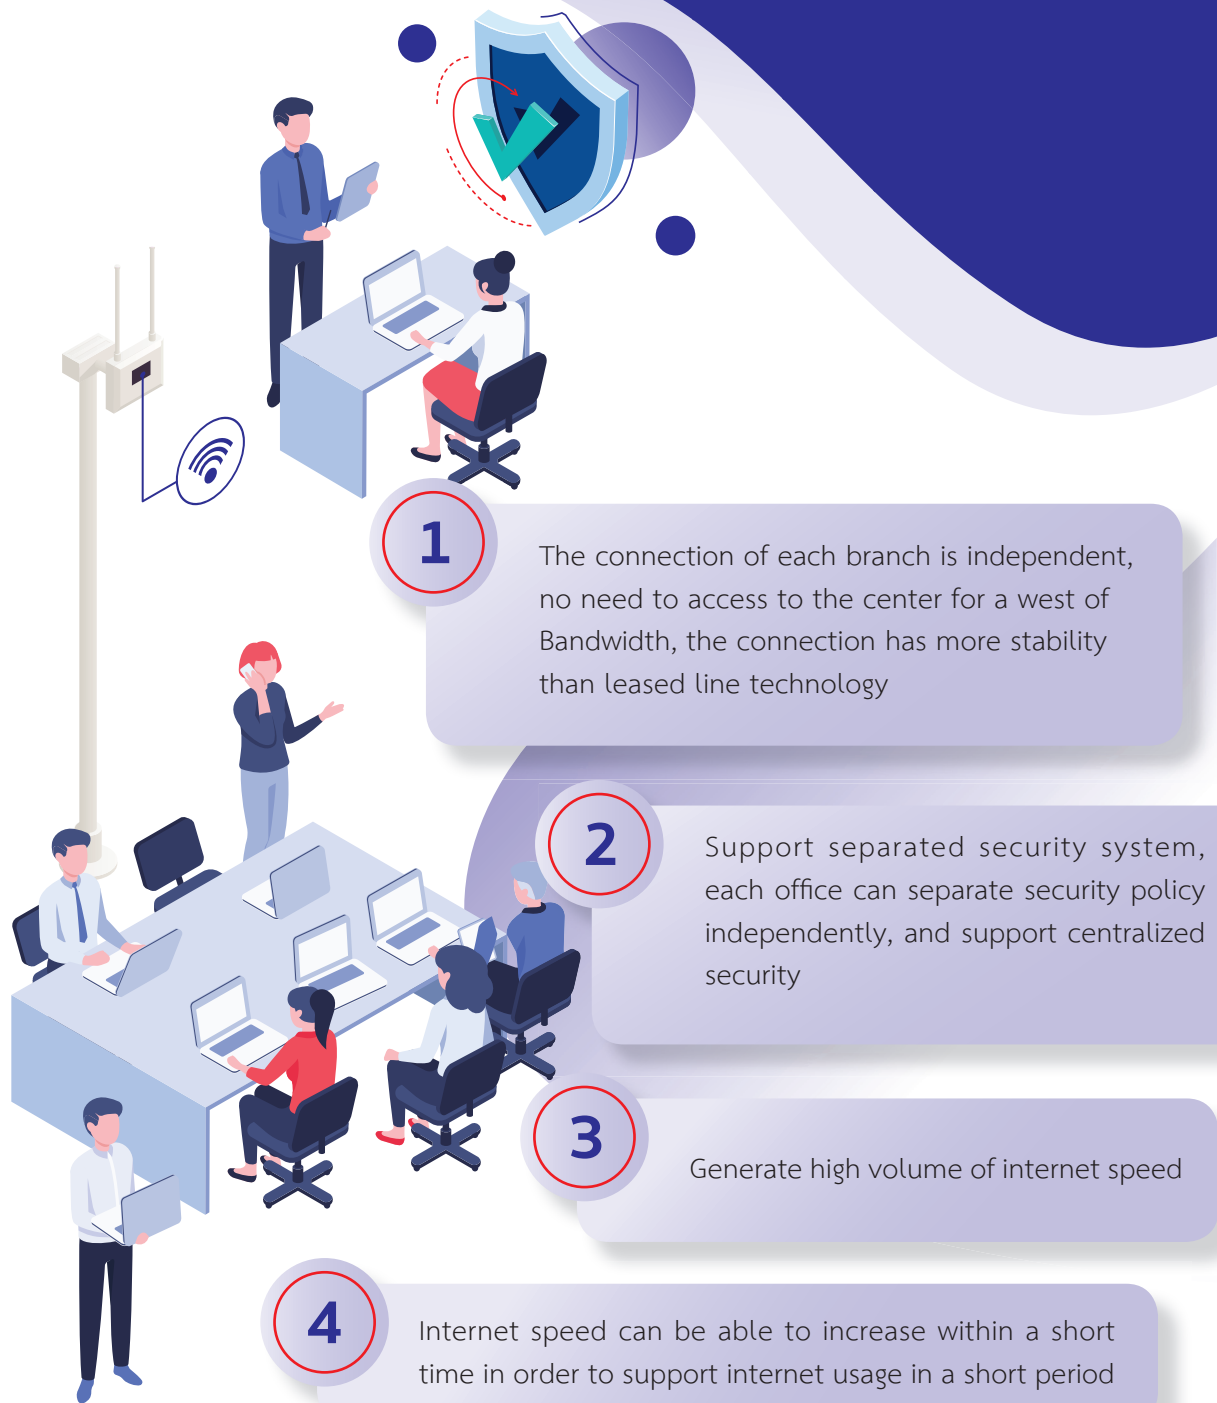 1
The connection of each branch is independent,
no need to access to the center for a west of
Bandwidth, the connection has more stability
than leased line technology
2
Support separated security system,
each office can separate security policy
independently, and support centralized
security
3
Generate high volume of internet speed
4
Internet speed can be able to increase within a short
time in order to support internet usage in a short period